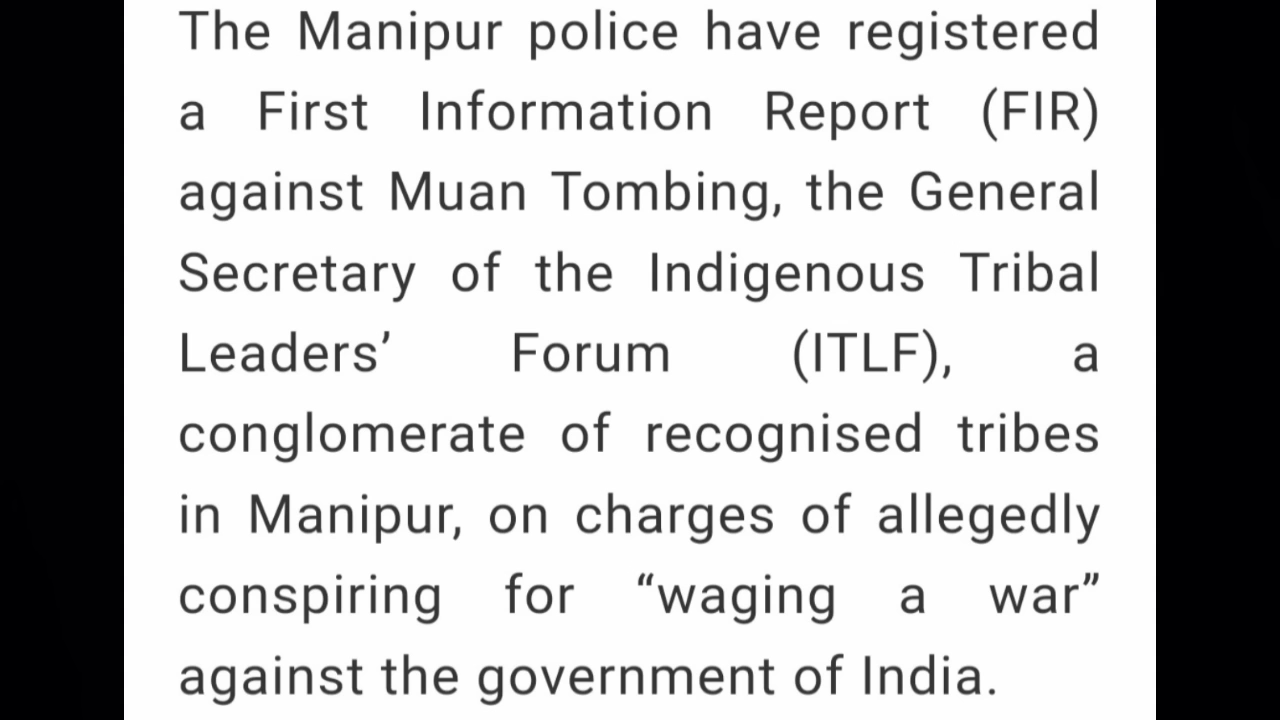 The Manipur police have registered
a First Information Report (FIR)
against Muan Tombing, the General
Secretary of the Indigenous Tribal
Leaders’ Forum (ITLF), a
conglomerate of recognised tribes
in Manipur, on charges of allegedly
conspiring for “waging a war”
against the government of India.